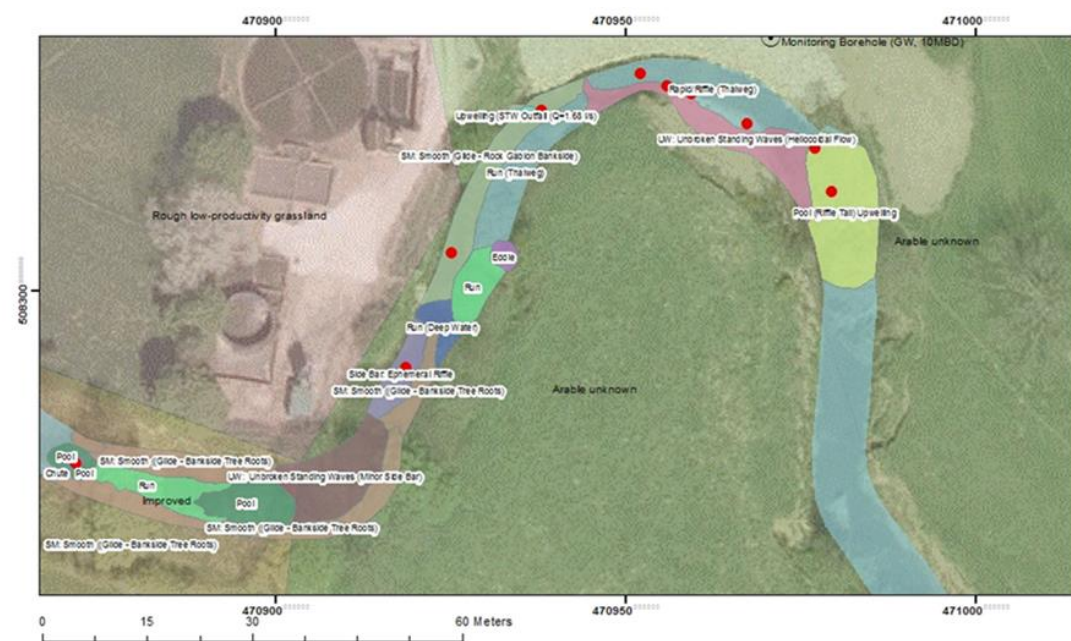 470900
470950
471000
Monitoring Borehole (GW, 10MBD)
Rapid/Riffle (Thalweg)
Upwelling (STW Outfall (Q=1.68 l/s)
UW: Unbroken Standing Waves (Heliocoidal Flow)
SM: Smooth (Glide - Rock Gabion Bankside)
Run (Thalweg)
Rough low-productivity grassland
Pool (Riffle Tail) Upwelling
Arable unknown
Eddie
Run
508300
Run (Deep Water)
Side Bar: Ephemeral Riffle
SM: Smooth ((Glide - Bankside Tree Roots)
Arable unknown
Pool
SM: Smooth ((Glide - Bankside Tree Roots)
Chute Pool
UW: Unbroken Standing Waves (Minor Side Bar)
Run
Improved
Pool
SM: Smooth ((Glide - Bankside Tree Roots)
SM: Smooth ((Glide - Bankside Tree Roots)
470900
470950
471000
0 15 30 60 Meters